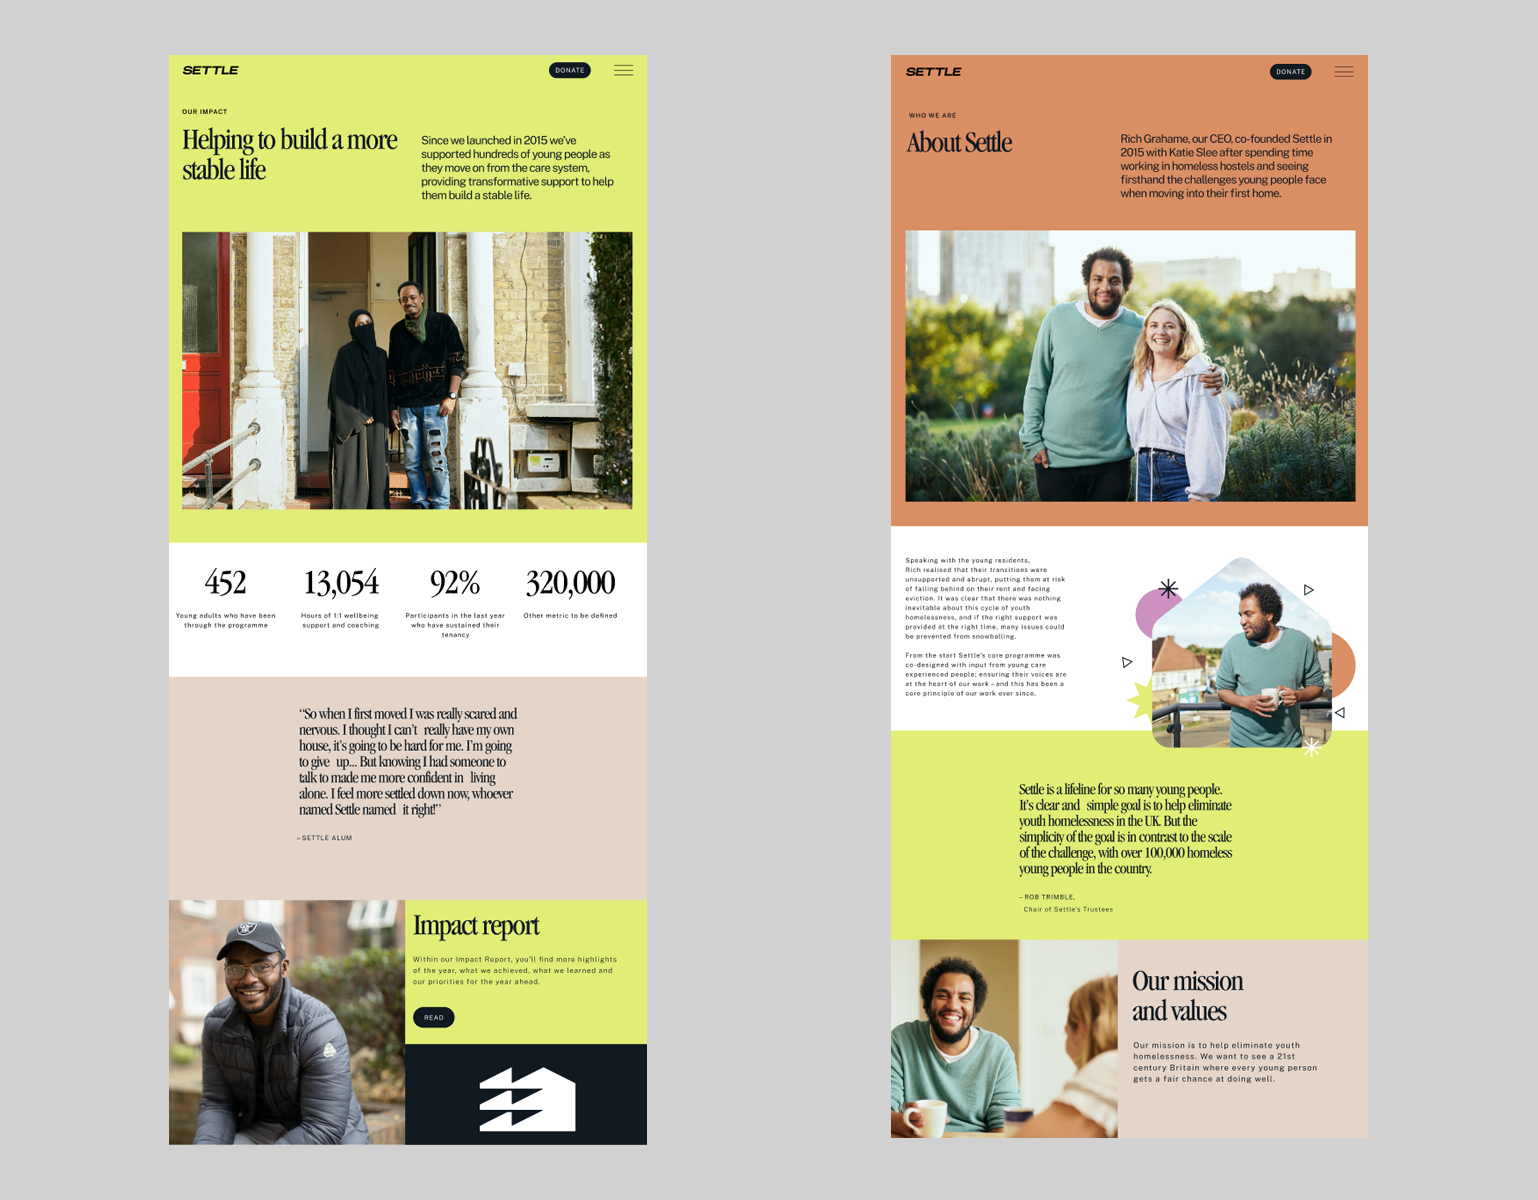 SETTLE
DONATE
OUR IMPACT
Helping to build a more
stable life
Since we launched in 2015 we've
supported hundreds of young people as
they move on from the care system,
providing transformative support to help
them build a stable life.
452
Young adults who have been
through the programme
13,054
Hours of 1:1 wellbeing
support and coaching
92%
Participants in the last year
who have sustained their
tenancy
320,000
Other metric to be defined
“So when I first moved I was really scared and
nervous. I thought I can't really have my own
house, it's going to be hard for me. I'm going
to give up... But knowing I had someone to
talk to made me more confident in living
alone. I feel more settled down now, whoever
named Settle named it right!”
– SETTLE ALUM
Impact report
Within our Impact Report, you'll find more highlights
of the year, what we achieved, what we learned and
our priorities for the year ahead.
READ
SETTLE
DONATE
WHO WE ARE
About Settle
Rich Grahame, our CEO, co-founded Settle in
2015 with Katie Slee after spending time
working in homeless hostels and seeing
firsthand the challenges young people face
when moving into their first home.
Speaking with the young residents,
Rich realised that their transitions were
unsupported and abrupt, putting them at risk
of falling behind on their rent and facing
eviction. It was clear that there was nothing
inevitable about this cycle of youth
homelessness, and if the right support was
provided at the right time, many issues could
be prevented from snowballing.
From the start Settle's core programme was
co-designed with input from young care
experienced people; ensuring their voices are
at the heart of our work – and this has been a
core principle of our work ever since.
Settle is a lifeline for so many young people.
It's clear and simple goal is to help eliminate
youth homelessness in the UK. But the
simplicity of the goal is in contrast to the scale
of the challenge, with over 100,000 homeless
young people in the country.
– ROB TRIMBLE,
Chair of Settle's Trustees
Our mission
and values
Our mission is to help eliminate youth
homelessness. We want to see a 21st
century Britain where every young person
gets a fair chance at doing well.